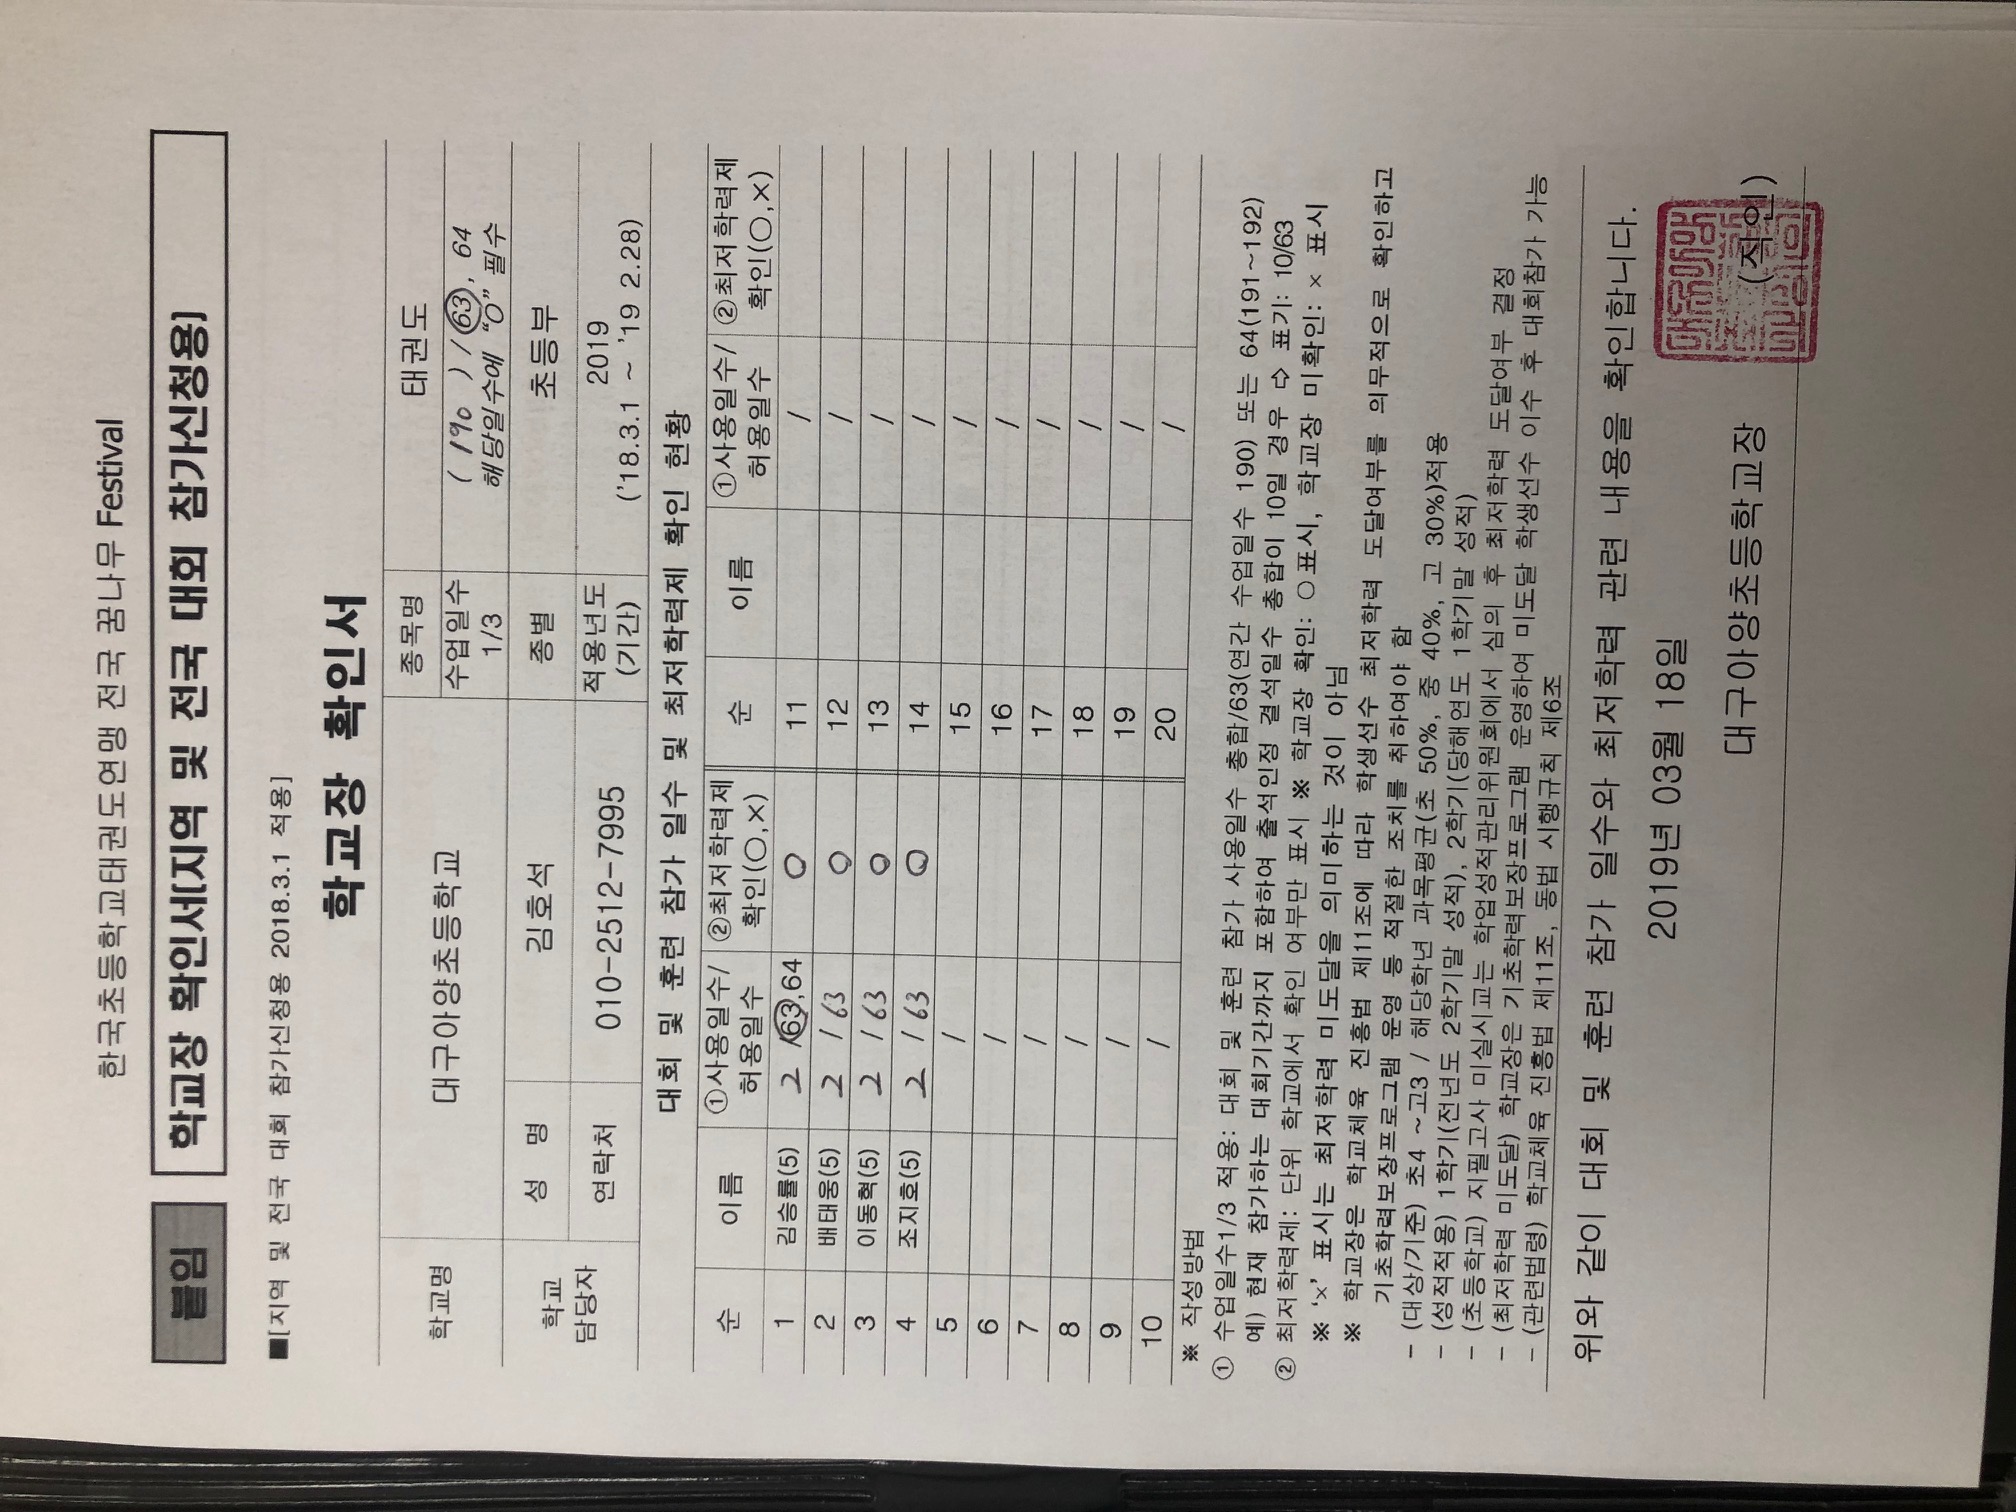 한국초등학교태권도연맹 전국 꿈나무 Festival
붙임 학교장 확인서[지역 및 전국 대회 참가신청용]
■[지역 및 전국 대회 참가신청용 2018.3.1 적용]
학교장 확인서
학교명 대구아양초등학교 종목명 태권도
수업일수 1/3 ( 190 ) / 63, 64
해당일수에 "O" 필수
학교 담당자 성 명 김호석 종별 초등부
연락처 010-2512-7995 적용년도 (기간) 2019
('18.3.1 ~ '19 2.28)
대회 및 훈련 참가 일수 및 최저학력제 확인 현황
순 이름 ①사용일수/허용일수 ②최저학력제 확인(○,×) 순 이름 ①사용일수/허용일수 ②최저학력제 확인(○,×)
1 김승률(5) 2 /63,64 ○ 11 /
2 배태웅(5) 2 / 63 ○ 12 /
3 이동혁(5) 2 / 63 ○ 13 /
4 조지호(5) 2 / 63 ○ 14 /
5 / 15 /
6 / 16 /
7 / 17 /
8 / 18 /
9 / 19 /
10 / 20 /
※ 작성방법
① 수업일수1/3 적용: 대회 및 훈련 참가 사용일수 총합/63(연간 수업일수 190) 또는 64(191~192)
예) 현재 참가하는 대회기간까지 포함하여 출석인정 결석일수 총합이 10일 경우 ⇨ 표기: 10/63
② 최저학력제: 단위 학교에서 확인 여부만 표시 ※ 학교장 확인: ○표시, 학교장 미확인: × 표시
※ '×' 표시는 최저학력 미도달을 의미하는 것이 아님
※ 학교장은 학교체육 진흥법 제11조에 따라 학생선수 최저학력 도달여부를 의무적으로 확인하고
기초학력보장프로그램 운영 등 적절한 조치를 취하여야 함
- (대상/기준) 초4 ~고3 / 해당학년 과목평균(초 50%, 중 40%, 고 30%)적용
- (성적적용) 1학기(전년도 2학기말 성적), 2학기(당해연도 1학기말 성적)
- (초등학교) 지필고사 미실시교는 학업성적관리위원회에서 심의 후 최저학력 도달여부 결정
- (최저학력 미도달) 학교장은 기초학력보장프로그램 운영하여 미도달 학생선수 이수 후 대회참가 가능
- (관련법령) 학교체육 진흥법 제11조, 동법 시행규칙 제6조
위와 같이 대회 및 훈련 참가 일수와 최저학력 관련 내용을 확인합니다.
2019년 03월 18일
대구아양초등학교장 (직인)